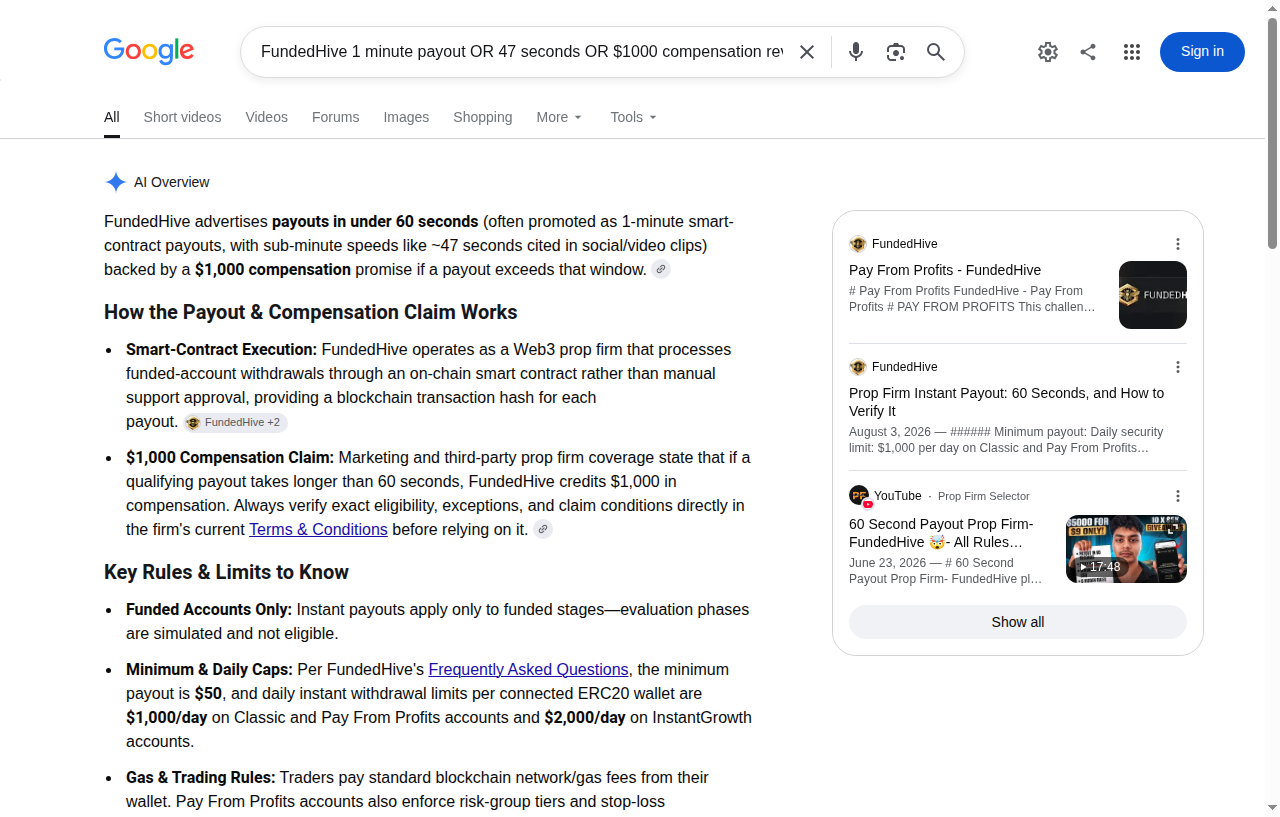 Google
FundedHive 1 minute payout OR 47 seconds OR $1000 compensation rev
Sign in
All
Short videos
Videos
Forums
Images
Shopping
More
Tools
AI Overview
FundedHive advertises payouts in under 60 seconds (often promoted as 1-minute smart-
contract payouts, with sub-minute speeds like ~47 seconds cited in social/video clips)
backed by a $1,000 compensation promise if a payout exceeds that window.
How the Payout & Compensation Claim Works
Smart-Contract Execution: FundedHive operates as a Web3 prop firm that processes
funded-account withdrawals through an on-chain smart contract rather than manual
support approval, providing a blockchain transaction hash for each
payout. FundedHive +2
$1,000 Compensation Claim: Marketing and third-party prop firm coverage state that if a
qualifying payout takes longer than 60 seconds, FundedHive credits $1,000 in
compensation. Always verify exact eligibility, exceptions, and claim conditions directly in
the firm's current Terms & Conditions before relying on it.
Key Rules & Limits to Know
Funded Accounts Only: Instant payouts apply only to funded stages—evaluation phases
are simulated and not eligible.
Minimum & Daily Caps: Per FundedHive's Frequently Asked Questions, the minimum
payout is $50, and daily instant withdrawal limits per connected ERC20 wallet are
$1,000/day on Classic and Pay From Profits accounts and $2,000/day on InstantGrowth
accounts.
Gas & Trading Rules: Traders pay standard blockchain network/gas fees from their
wallet. Pay From Profits accounts also enforce risk-group tiers and stop-loss
FundedHive
Pay From Profits - FundedHive
# Pay From Profits FundedHive - Pay From
Profits # PAY FROM PROFITS This challen…
FUNDEDH
FundedHive
Prop Firm Instant Payout: 60 Seconds, and How to
Verify It
August 3, 2026 — ###### Minimum payout: Daily security
limit: $1,000 per day on Classic and Pay From Profits…
YouTube · Prop Firm Selector
60 Second Payout Prop Firm-
FundedHive 🤯- All Rules…
June 23, 2026 — # 60 Second
Payout Prop Firm- FundedHive pl…
17:48
Show all